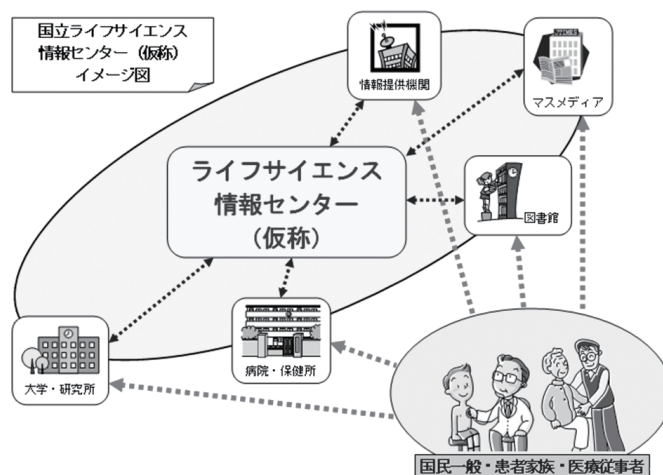 国立ライフサイエンス
情報センター（仮称）
イメージ図
情報提供機関
TIMES
マスメディア
ライフサイエンス
情報センター
（仮称）
図書館
病院・保健所
大学・研究所
国民一般・患者家族・医療従事者